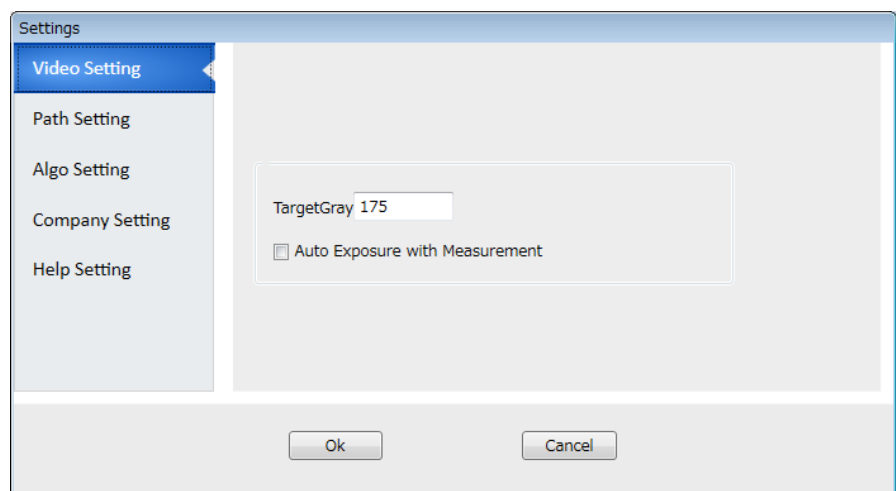 Settings
Video Setting
Path Setting
Algo Setting
Company Setting
Help Setting
TargetGray 175
Auto Exposure with Measurement
Ok
Cancel